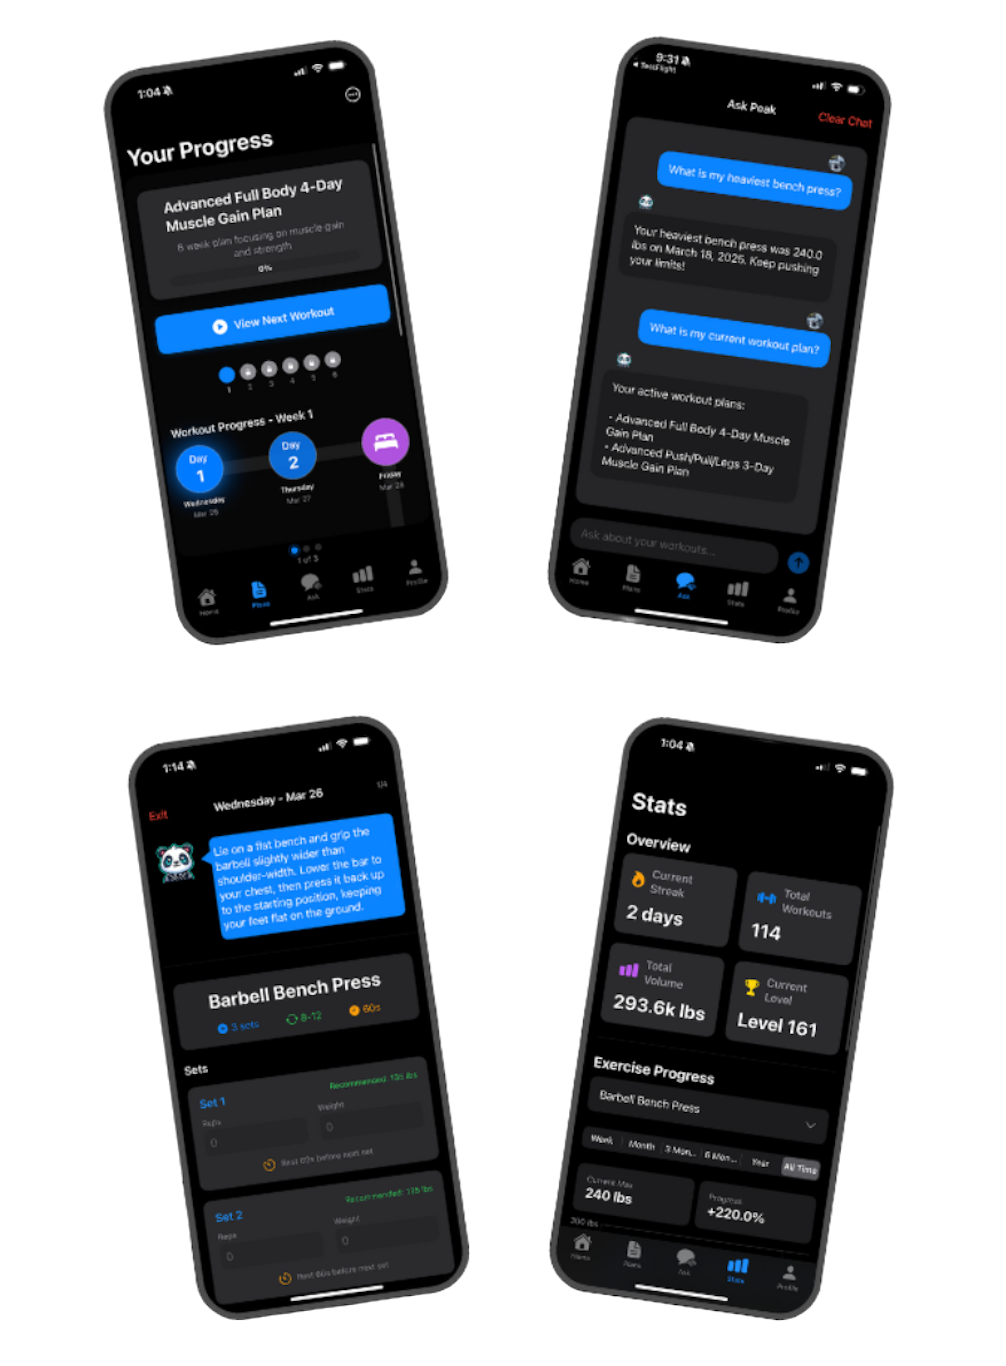 1:04
Your Progress
Advanced Full Body 4-Day
Muscle Gain Plan
6 week plan focusing on muscle gain
and strength
0%
View Next Workout
1 2 3 4 5 6
Workout Progress - Week 1
Day
1
Day
2
Wednesday
Mar 26
Thursday
Mar 27
Friday
Mar 28
1 of 3
Home
Plans
Ask
Stats
Profile
9:31
TestFlight
Ask Peak
Clear Chat
What is my heaviest bench press?
Your heaviest bench press was 240.0
lbs on March 18, 2025. Keep pushing
your limits!
What is my current workout plan?
Your active workout plans:
- Advanced Full Body 4-Day Muscle
Gain Plan
- Advanced Push/Pull/Legs 3-Day
Muscle Gain Plan
Ask about your workouts...
Home
Plans
Ask
Stats
Profile
1:14
Exit
Wednesday - Mar 26
1/4
Lie on a flat bench and grip the
barbell slightly wider than
shoulder-width. Lower the bar to
your chest, then press it back up
to the starting position, keeping
your feet flat on the ground.
Barbell Bench Press
3 sets
8-12
60s
Sets
Set 1
Recommended: 135 lbs
Reps
Weight
0
0
Rest 60s before next set
Set 2
Recommended: 135 lbs
Reps
Weight
0
0
Rest 60s before next set
1:04
Stats
Overview
Current
Streak
2 days
Total
Workouts
114
Total
Volume
293.6k lbs
Current
Level
Level 161
Exercise Progress
Barbell Bench Press
Week
Month
3 Mon...
6 Mon...
Year
All Time
Current Max
240 lbs
Progress
+220.0%
300 lbs
Home
Plans
Ask
Stats
Profile